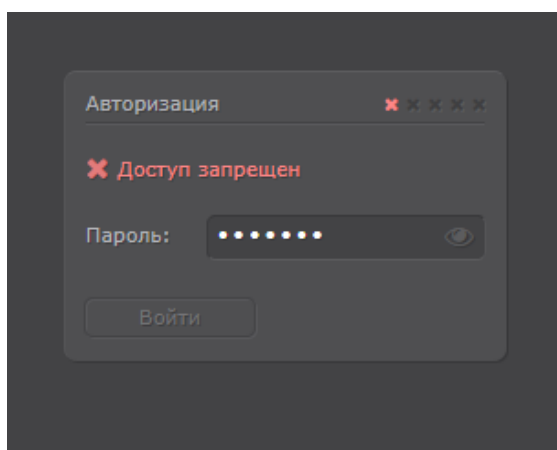 Авторизация
Доступ запрещен
Пароль:
Войти